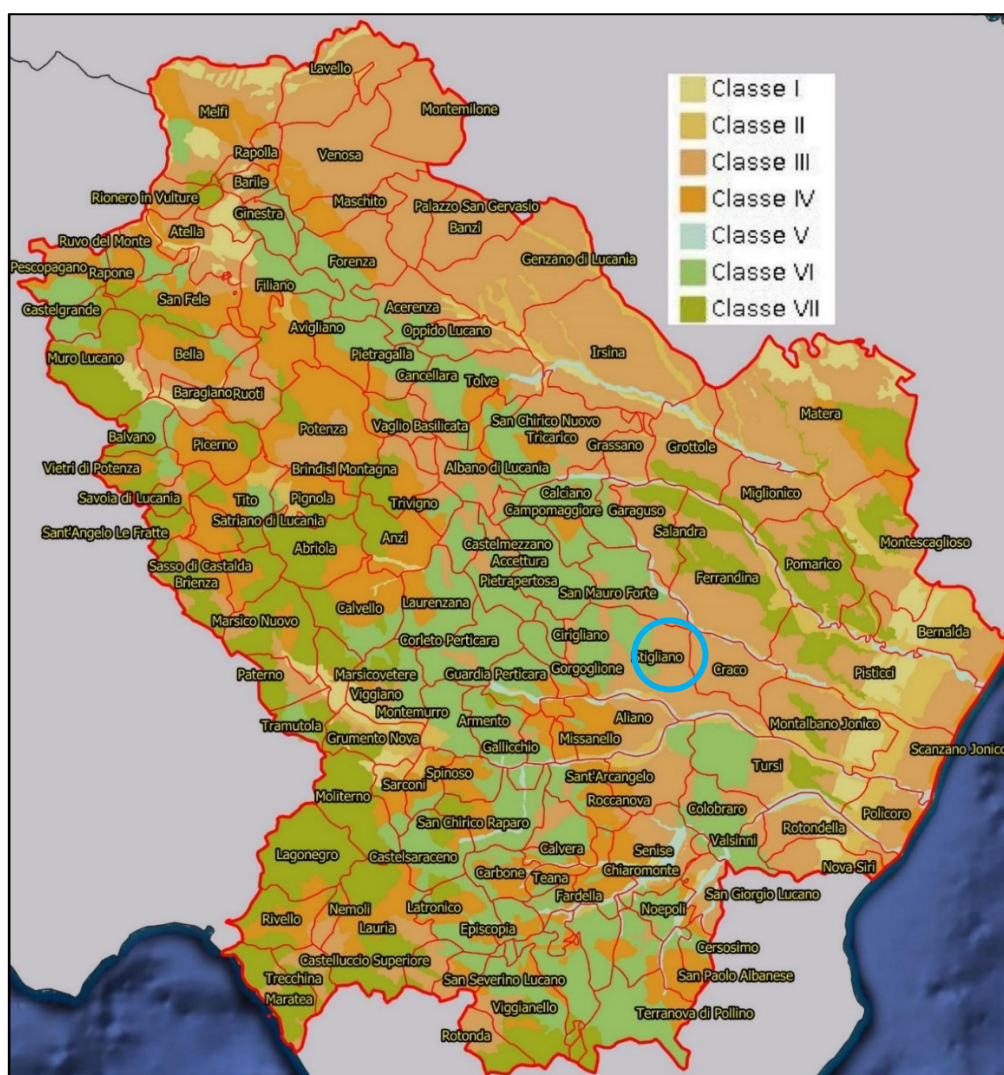 Lavello
Classe I
Classe II
Classe III
Classe IV
Classe V
Classe VI
Classe VII
Melfi
Montemilone
Rapolla
Venosa
Barile
Rionero in Vulture
Ginestra
Maschito
Palazzo San Gervasio
Banzi
Atella
Ruvo del Monte
Genzano di Lucania
Forenza
Pescopagano
Rapone
Filiano
Castelgrande
San Fele
Acerenza
Avigliano
Oppido Lucano
Irsina
Muro Lucano
Bella
Pietragalla
Cancellara
Tolve
Baragiano
Ruoti
Matera
San Chirico Nuovo
Potenza
Vaglio Basilicata
Tricarico
Grassano
Grottole
Balvano
Picerno
Vietri di Potenza
Brindisi Montagna
Albano di Lucania
Savoia di Lucania
Tito
Pignola
Trivigno
Calciano
Miglionico
Campomaggiore
Garaguso
Satriano di Lucania
Salandra
Sant'Angelo Le Fratte
Abriola
Anzi
Castelmezzano
Montescaglioso
Accettura
Sasso di Castalda
Pomarico
Brienza
Pietrapertosa
Ferrandina
Calvello
Laurenzana
San Mauro Forte
Marsico Nuovo
Corleto Perticara
Cirigliano
Bernalda
Stigliano
Paterno
Marsicovetere
Guardia Perticara
Gorgoglione
Craco
Pisticci
Viggiano
Montemurro
Tramutola
Armento
Aliano
Montalbano Jonico
Grumento Nova
Missanello
Gallicchio
Scanzano Jonico
Tursi
Spinoso
Sarconi
Sant'Arcangelo
Moliterno
Roccanova
Colobraro
Policoro
San Chirico Raparo
Rotondella
Valsinni
Lagonegro
Castelsaraceno
Calvera
Senise
Nova Siri
Carbone
Teana
Chiaromonte
Fardella
San Giorgio Lucano
Nemoli
Latronico
Noepoli
Rivello
Lauria
Episcopia
Cersosimo
Castelluccio Superiore
Trecchina
San Severino Lucano
San Paolo Albanese
Maratea
Viggianello
Terranova di Pollino
Rotonda